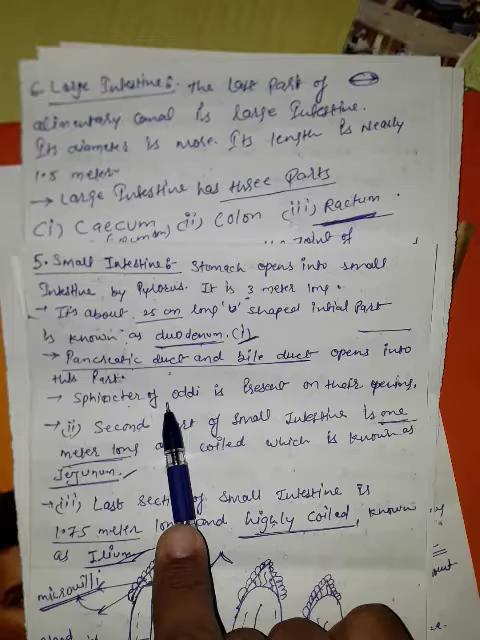 6. Large Intestine :- The last part of
alimentary canal is large Intestine.
Its diameter is more. Its length is Nearly
1.5 meter
→ Large Intestine has three Parts
(i) Caecum, (ii) Colon (iii) Ractum.
5. Small Intestine :- Stomach opens into small
Intestine by Pylorus. It is 3 meter long.
→ Its about 25 cm long 'U' shaped initial Part
is known as duodenum. (i)
→ Pancreatic duct and bile duct opens into
this Part.
→ Sphincter of oddi is Present on their opening.
→ (ii) Second of Small Intestine is one
meter long coiled which is known as
Jejunum.
→ (iii) Last Section of Small Intestine is
1.075 meter long and highly Coiled, known
as Ilium
microvilli